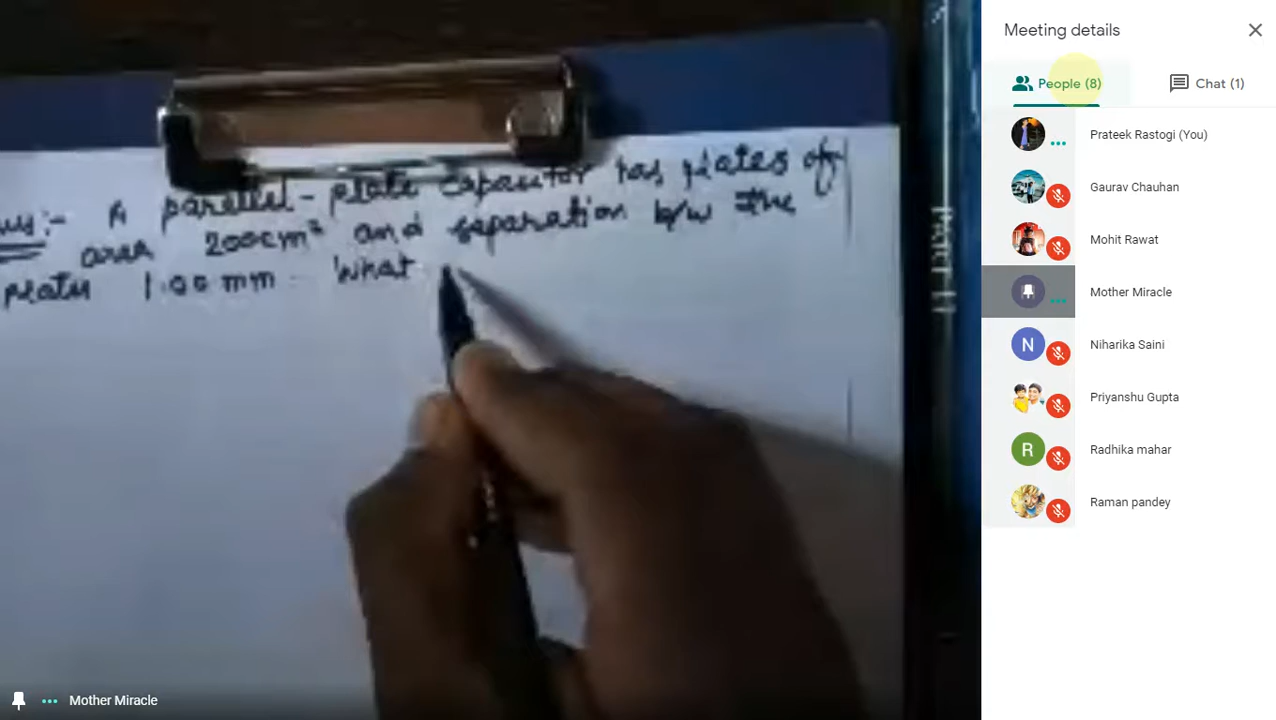 Ques:- A parallel-plate capacitor has plates of
area 200cm² and separation b/w the
plates 1.00 mm. What
PARKER
Mother Miracle
Meeting details
People (8)
Chat (1)
Prateek Rastogi (You)
Gaurav Chauhan
Mohit Rawat
Mother Miracle
N
Niharika Saini
Priyanshu Gupta
R
Radhika mahar
Raman pandey